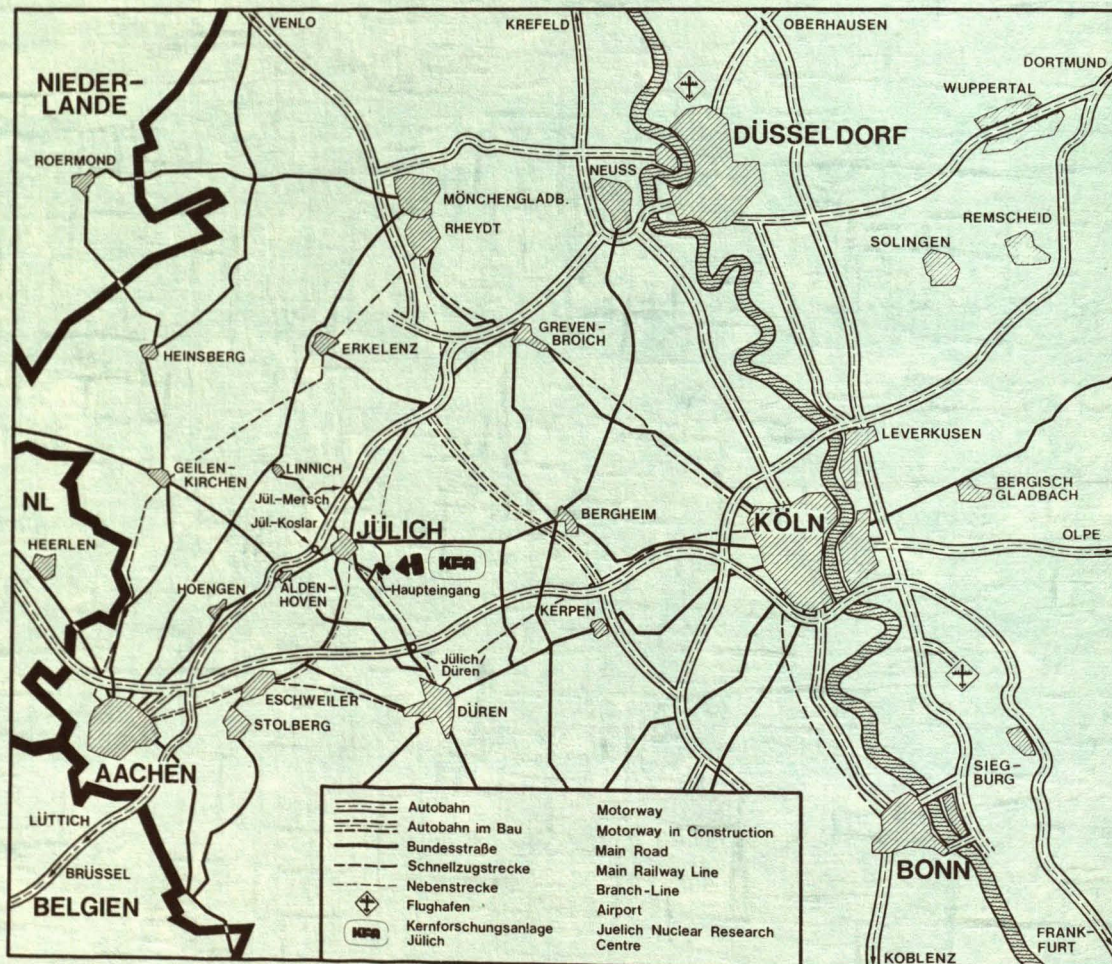 VENLO
KREFELD
OBERHAUSEN
DORTMUND
NIEDER-
LANDE
WUPPERTAL
DÜSSELDORF
ROERMOND
NEUSS
MÖNCHENGLADB.
RHEYDT
REMSCHEID
SOLINGEN
GREVEN-
BROICH
ERKELENZ
HEINSBERG
LEVERKUSEN
GEILEN-
KIRCHEN
LINNICH
BERGISCH
GLADBACH
NL
Jül.-Mersch
Jül.-Koslar
JÜLICH
BERGHEIM
KÖLN
OLPE
HEERLEN
KFA
Haupteingang
HOENGEN
ALDEN-
HOVEN
KERPEN
Jülich/
Düren
ESCHWEILER
DÜREN
STOLBERG
SIEG-
BURG
AACHEN
LÜTTICH
BRÜSSEL
BELGIEN
BONN
KOBLENZ
FRANK-
FURT
Autobahn Motorway
Autobahn im Bau Motorway in Construction
Bundesstraße Main Road
Schnellzugstrecke Main Railway Line
Nebenstrecke Branch-Line
Flughafen Airport
KFA Kernforschungsanlage Juelich Nuclear Research
Jülich Centre